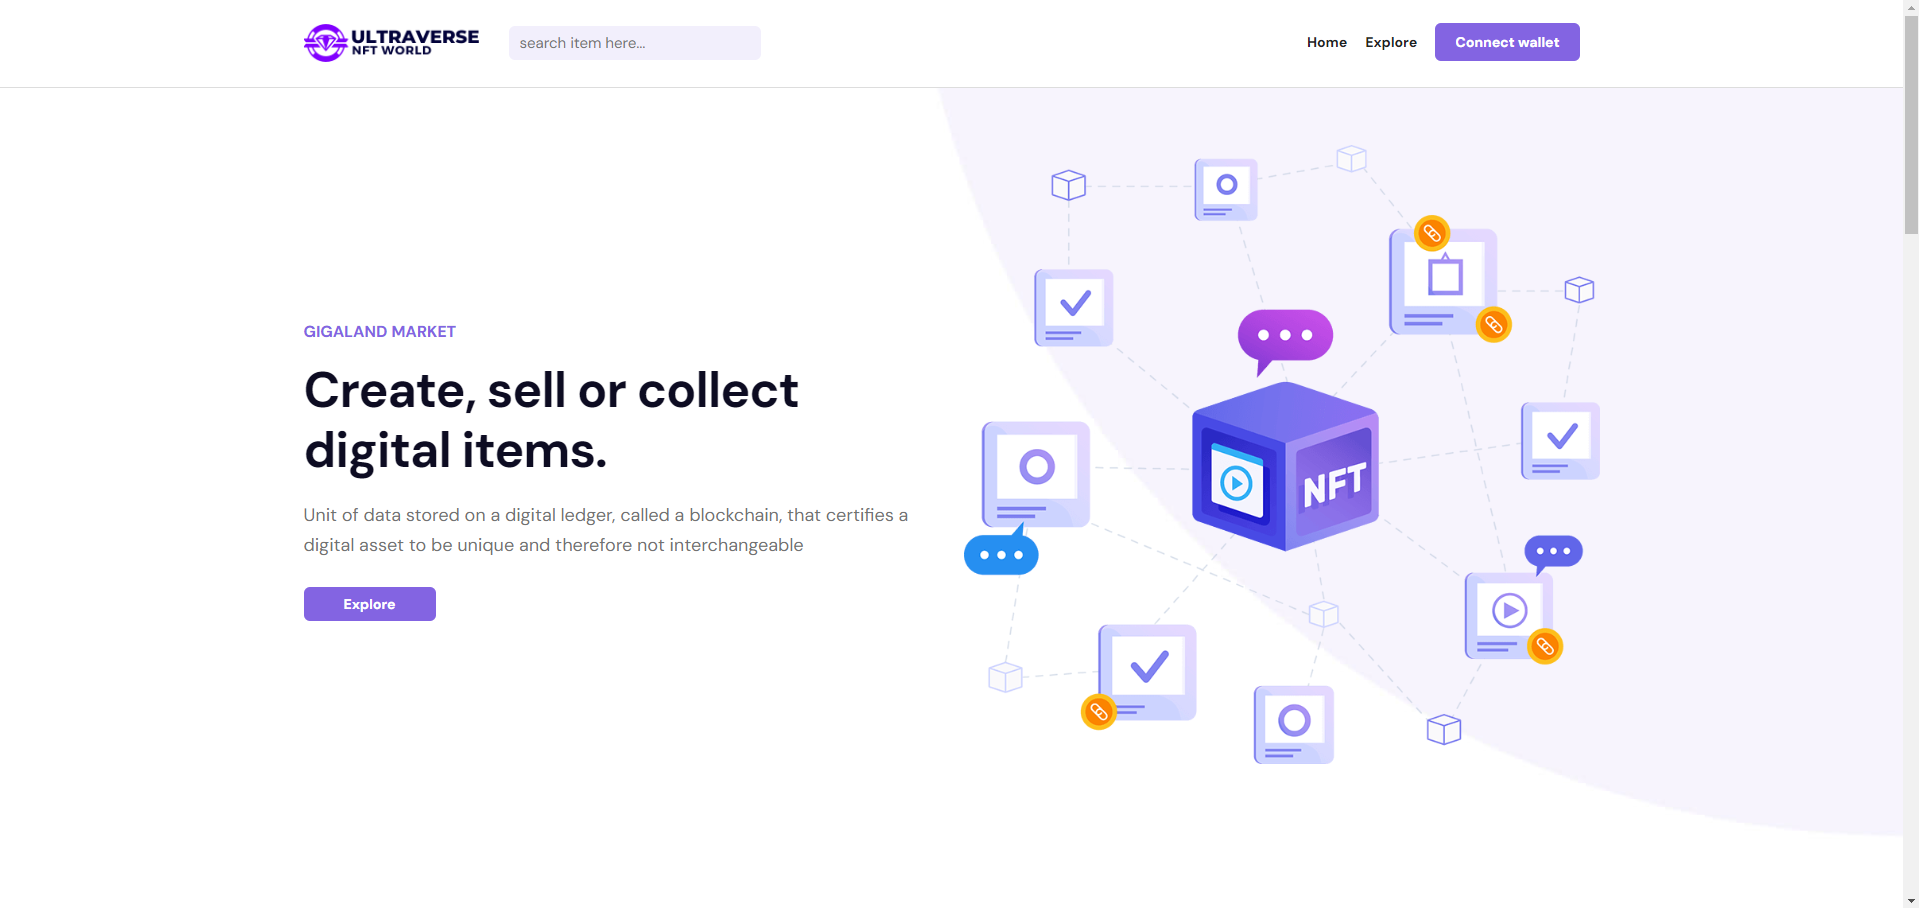 ULTRAVERSE
NFT WORLD
search item here...
Home
Explore
Connect wallet
GIGALAND MARKET
Create, sell or collect
digital items.
Unit of data stored on a digital ledger, called a blockchain, that certifies a
digital asset to be unique and therefore not interchangeable
Explore
NFT